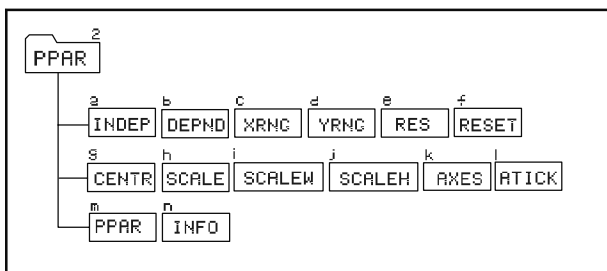 2
PPAR
a b c d e f
INDEP DEPND XRNG YRNG RES RESET
g h i j k l
CENTR SCALE SCALEW SCALEH AXES ATICK
m n
PPAR INFO